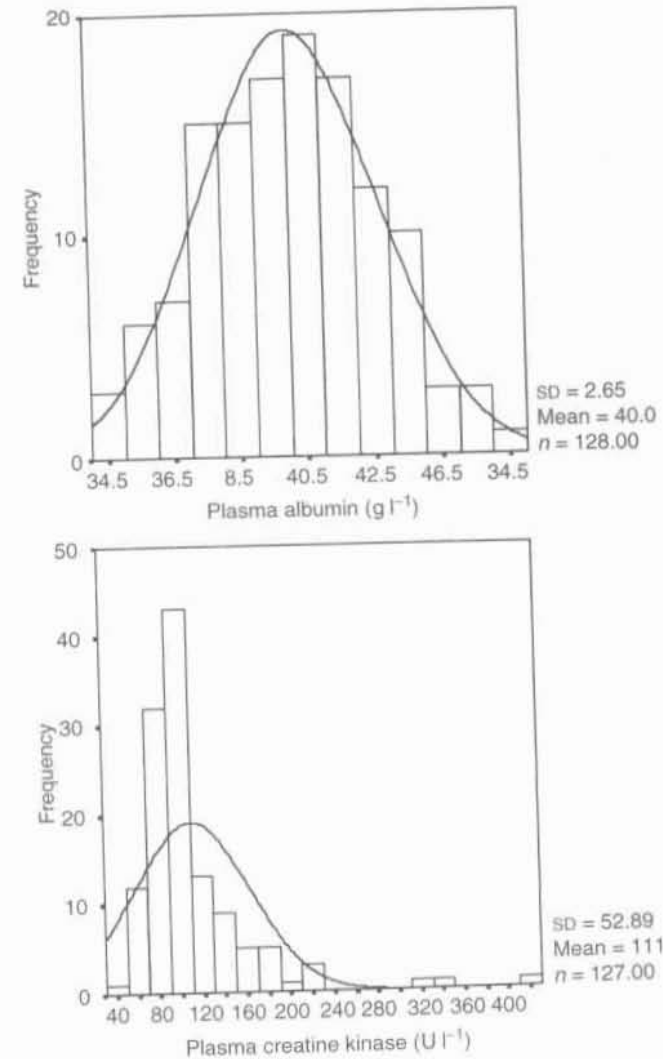 20
10
0
Frequency
34.5 36.5 8.5 40.5 42.5 46.5 34.5
Plasma albumin (g l⁻¹)
SD = 2.65
Mean = 40.0
n = 128.00
50
40
30
20
10
0
Frequency
40 80 120 160 200 240 280 320 360 400
Plasma creatine kinase (U l⁻¹)
SD = 52.89
Mean = 111
n = 127.00